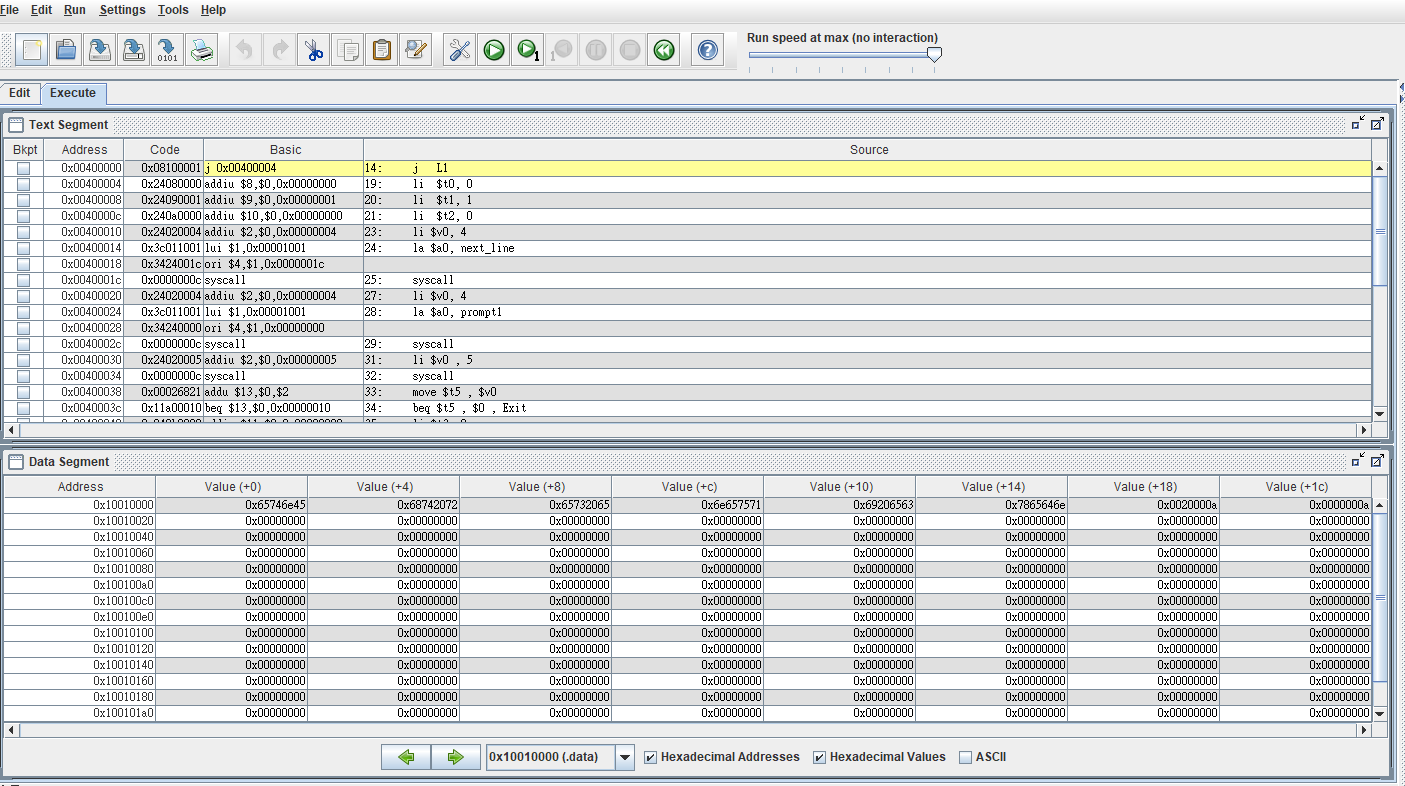 File Edit Run Settings Tools Help
Run speed at max (no interaction)
0101 1 1
Edit Execute
Text Segment
Bkpt Address Code Basic Source
0x00400000 0x08100001 j 0x00400004 14: j L1
0x00400004 0x24080000 addiu $8,$0,0x00000000 19: li $t0, 0
0x00400008 0x24090001 addiu $9,$0,0x00000001 20: li $t1, 1
0x0040000c 0x240a0000 addiu $10,$0,0x00000000 21: li $t2, 0
0x00400010 0x24020004 addiu $2,$0,0x00000004 23: li $v0, 4
0x00400014 0x3c011001 lui $1,0x00001001 24: la $a0, next_line
0x00400018 0x3424001c ori $4,$1,0x0000001c
0x0040001c 0x0000000c syscall 25: syscall
0x00400020 0x24020004 addiu $2,$0,0x00000004 27: li $v0, 4
0x00400024 0x3c011001 lui $1,0x00001001 28: la $a0, prompt1
0x00400028 0x34240000 ori $4,$1,0x00000000
0x0040002c 0x0000000c syscall 29: syscall
0x00400030 0x24020005 addiu $2,$0,0x00000005 31: li $v0 , 5
0x00400034 0x0000000c syscall 32: syscall
0x00400038 0x00026821 addu $13,$0,$2 33: move $t5 , $v0
0x0040003c 0x11a00010 beq $13,$0,0x00000010 34: beq $t5 , $0 , Exit
Data Segment
Address Value (+0) Value (+4) Value (+8) Value (+c) Value (+10) Value (+14) Value (+18) Value (+1c)
0x10010000 0x65746e45 0x68742072 0x65732065 0x6e657571 0x69206563 0x7865646e 0x0020000a 0x0000000a
0x10010020 0x00000000 0x00000000 0x00000000 0x00000000 0x00000000 0x00000000 0x00000000 0x00000000
0x10010040 0x00000000 0x00000000 0x00000000 0x00000000 0x00000000 0x00000000 0x00000000 0x00000000
0x10010060 0x00000000 0x00000000 0x00000000 0x00000000 0x00000000 0x00000000 0x00000000 0x00000000
0x10010080 0x00000000 0x00000000 0x00000000 0x00000000 0x00000000 0x00000000 0x00000000 0x00000000
0x100100a0 0x00000000 0x00000000 0x00000000 0x00000000 0x00000000 0x00000000 0x00000000 0x00000000
0x100100c0 0x00000000 0x00000000 0x00000000 0x00000000 0x00000000 0x00000000 0x00000000 0x00000000
0x100100e0 0x00000000 0x00000000 0x00000000 0x00000000 0x00000000 0x00000000 0x00000000 0x00000000
0x10010100 0x00000000 0x00000000 0x00000000 0x00000000 0x00000000 0x00000000 0x00000000 0x00000000
0x10010120 0x00000000 0x00000000 0x00000000 0x00000000 0x00000000 0x00000000 0x00000000 0x00000000
0x10010140 0x00000000 0x00000000 0x00000000 0x00000000 0x00000000 0x00000000 0x00000000 0x00000000
0x10010160 0x00000000 0x00000000 0x00000000 0x00000000 0x00000000 0x00000000 0x00000000 0x00000000
0x10010180 0x00000000 0x00000000 0x00000000 0x00000000 0x00000000 0x00000000 0x00000000 0x00000000
0x100101a0 0x00000000 0x00000000 0x00000000 0x00000000 0x00000000 0x00000000 0x00000000 0x00000000
0x10010000 (.data) Hexadecimal Addresses Hexadecimal Values ASCII